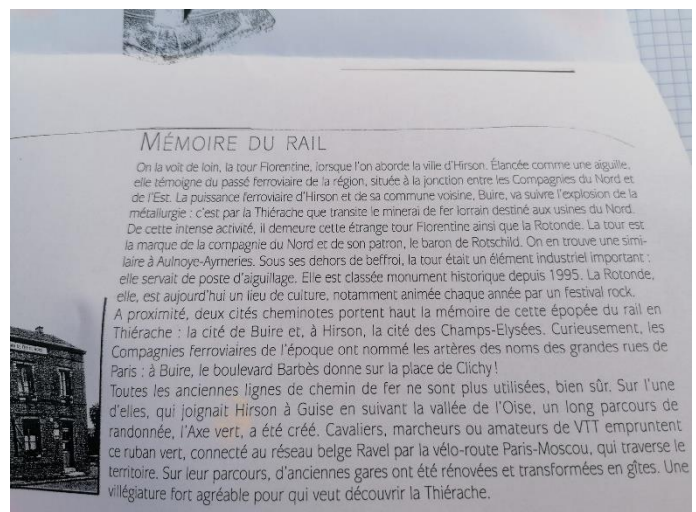 MÉMOIRE DU RAIL
On la voit de loin, la tour Florentine, lorsque l'on aborde la ville d'Hirson. Élancée comme une aiguille,
elle témoigne du passé ferroviaire de la région, située à la jonction entre les Compagnies du Nord et
de l'Est. La puissance ferroviaire d'Hirson et de sa commune voisine, Buire, va suivre l'explosion de la
métallurgie : c'est par la Thiérache que transite le minerai de fer lorrain destiné aux usines du Nord.
De cette intense activité, il demeure cette étrange tour Florentine ainsi que la Rotonde. La tour est
la marque de la compagnie du Nord et de son patron, le baron de Rotschild. On en trouve une simi-
laire à Aulnoye-Aymeries. Sous ses dehors de beffroi, la tour était un élément industriel important :
elle servait de poste d'aiguillage. Elle est classée monument historique depuis 1995. La Rotonde,
elle, est aujourd'hui un lieu de culture, notamment animée chaque année par un festival rock.
A proximité, deux cités cheminotes portent haut la mémoire de cette épopée du rail en
Thiérache : la cité de Buire et, à Hirson, la cité des Champs-Elysées. Curieusement, les
Compagnies ferroviaires de l'époque ont nommé les artères des noms des grandes rues de
Paris : à Buire, le boulevard Barbès donne sur la place de Clichy !
Toutes les anciennes lignes de chemin de fer ne sont plus utilisées, bien sûr. Sur l'une
d'elles, qui joignait Hirson à Guise en suivant la vallée de l'Oise, un long parcours de
randonnée, l'Axe vert, a été créé. Cavaliers, marcheurs ou amateurs de VTT empruntent
ce ruban vert, connecté au réseau belge Ravel par la vélo-route Paris-Moscou, qui traverse le
territoire. Sur leur parcours, d'anciennes gares ont été rénovées et transformées en gîtes. Une
villégiature fort agréable pour qui veut découvrir la Thiérache.